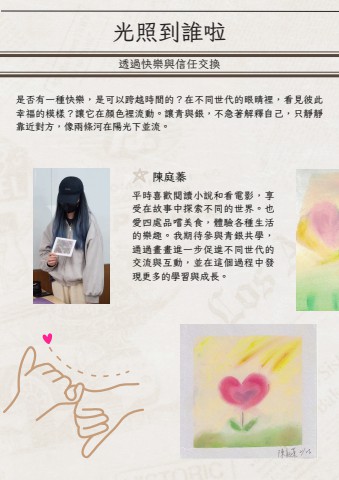 光照到誰啦
透過快樂與信任交換
是否有一種快樂，是可以跨越時間的？在不同世代的眼睛裡，看見彼此
幸福的模樣？讓它在顏色裡流動。讓青與銀，不急著解釋自己，只靜靜
靠近對方，像兩條河在陽光下並流。
陳庭蓁
平時喜歡閱讀小說和看電影，享
受在故事中探索不同的世界。也
愛四處品嚐美食，體驗各種生活
的樂趣。我期待參與青銀共學，
透過畫畫進一步促進不同世代的
交流與互動，並在這個過程中發
現更多的學習與成長。